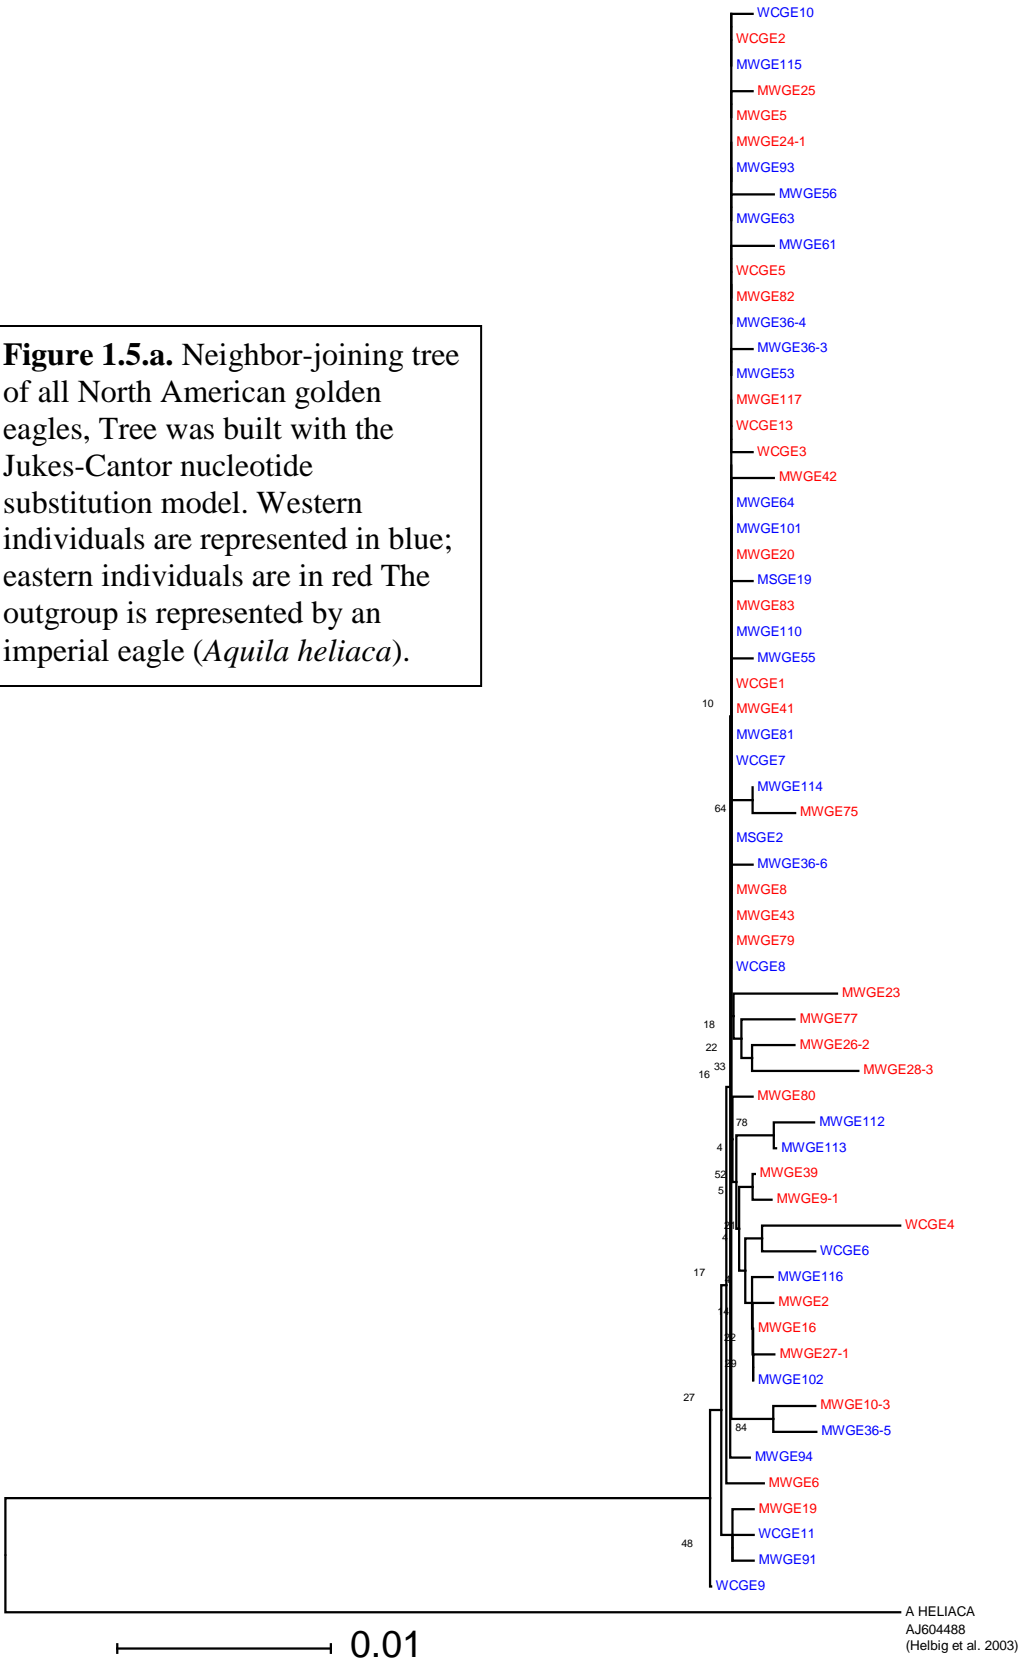 WCGE10
WCGE2
MWGE115
MWGE25
MWGE5
MWGE24-1
MWGE93
MWGE56
MWGE63
MWGE61
WCGE5
MWGE82
MWGE36-4
Figure 1.5.a. Neighbor-joining tree
of all North American golden
eagles, Tree was built with the
Jukes-Cantor nucleotide
substitution model. Western
individuals are represented in blue;
eastern individuals are in red The
outgroup is represented by an
imperial eagle (Aquila heliaca).
MWGE36-3
MWGE53
MWGE117
WCGE13
WCGE3
MWGE42
MWGE64
MWGE101
MWGE20
MSGE19
MWGE83
MWGE110
MWGE55
WCGE1
10
MWGE41
MWGE81
WCGE7
MWGE114
64
MWGE75
MSGE2
MWGE36-6
MWGE8
MWGE43
MWGE79
WCGE8
MWGE23
18
MWGE77
22
MWGE26-2
33
16
MWGE28-3
MWGE80
78
MWGE112
4
MWGE113
52
MWGE39
5
MWGE9-1
21
WCGE4
4
WCGE6
17
MWGE116
MWGE2
14
MWGE16
22
MWGE27-1
29
MWGE102
27
MWGE10-3
84
MWGE36-5
MWGE94
MWGE6
MWGE19
48
WCGE11
MWGE91
WCGE9
A HELIACA
AJ604488
(Helbig et al. 2003)
0.01